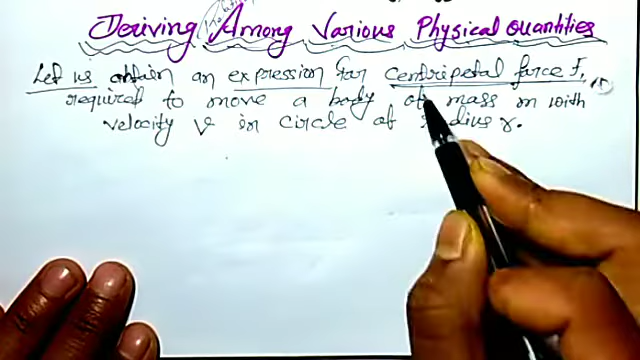 Deriving Among Various Physical Quantities
Let us obtain an expression for centripetal force F,
required to move a body of mass m with
velocity v in circle of radius r.